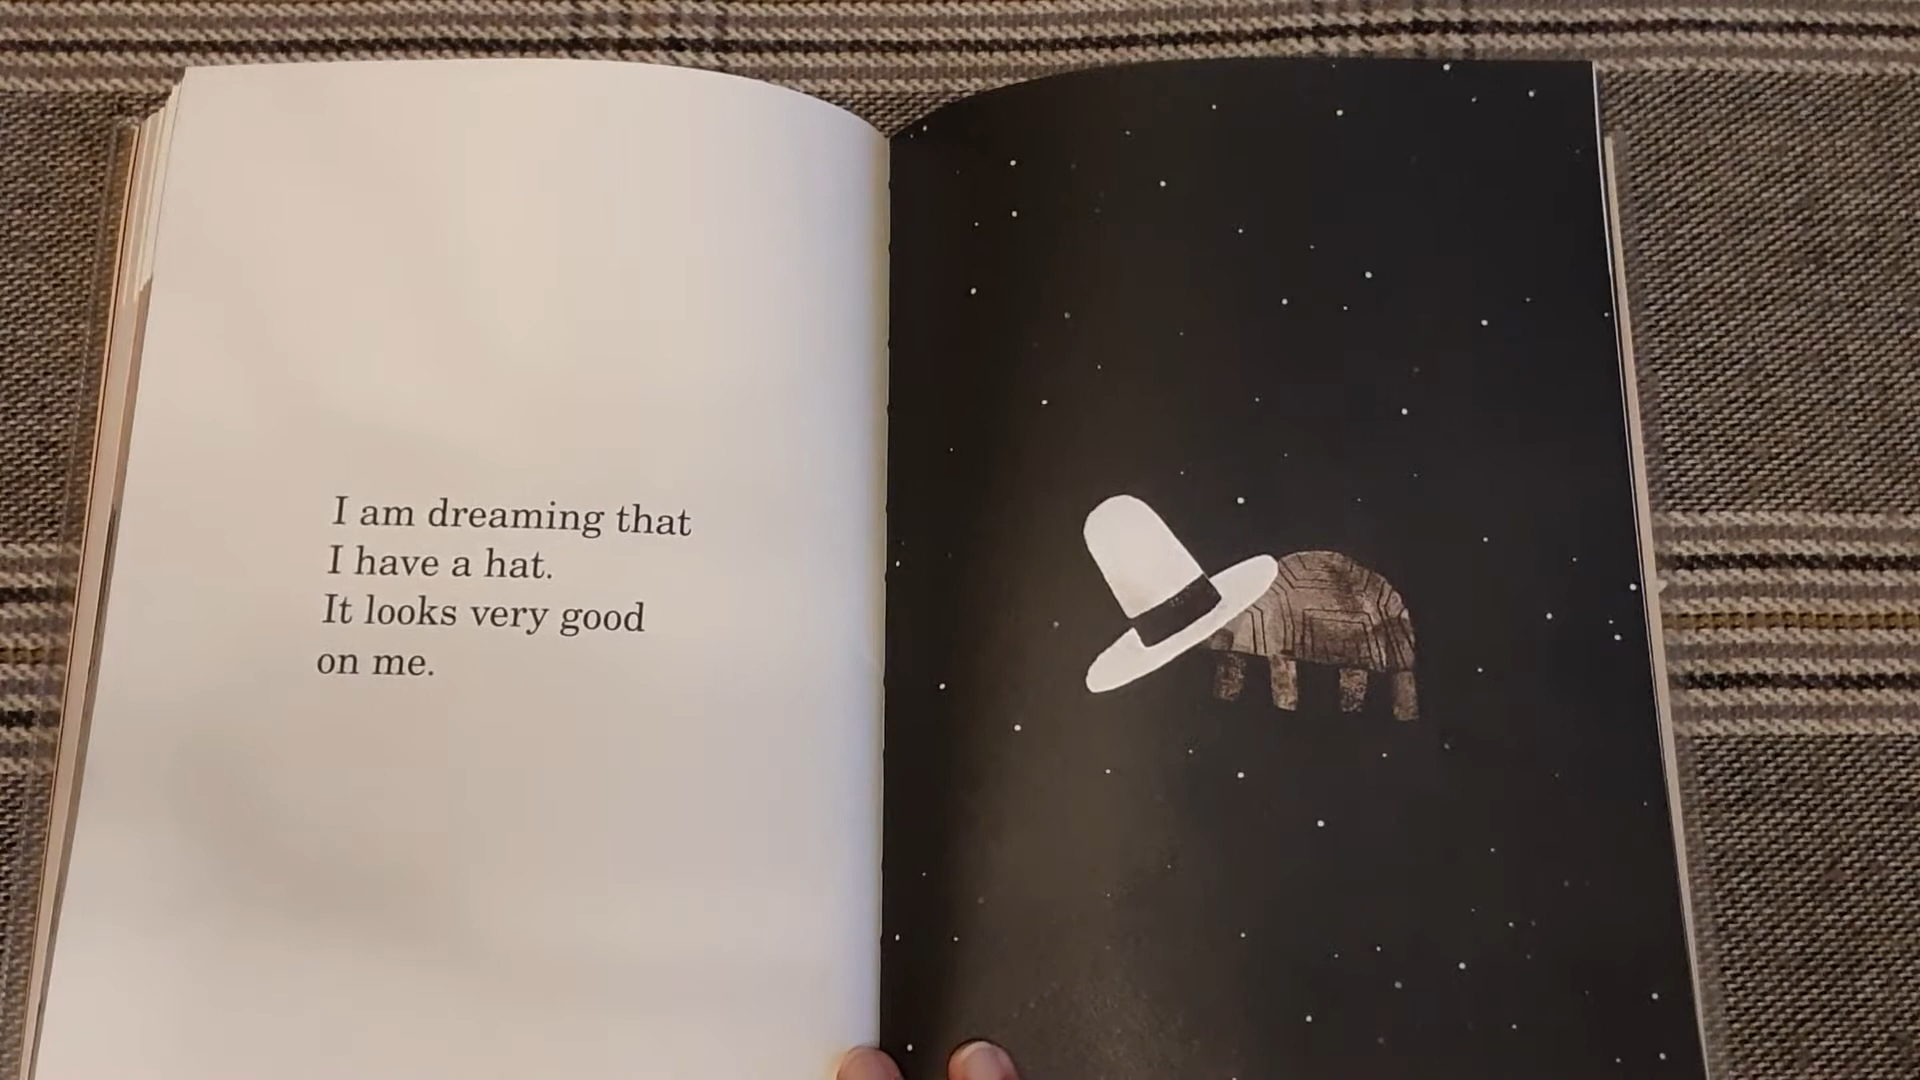 I am dreaming that
I have a hat.
It looks very good
on me.